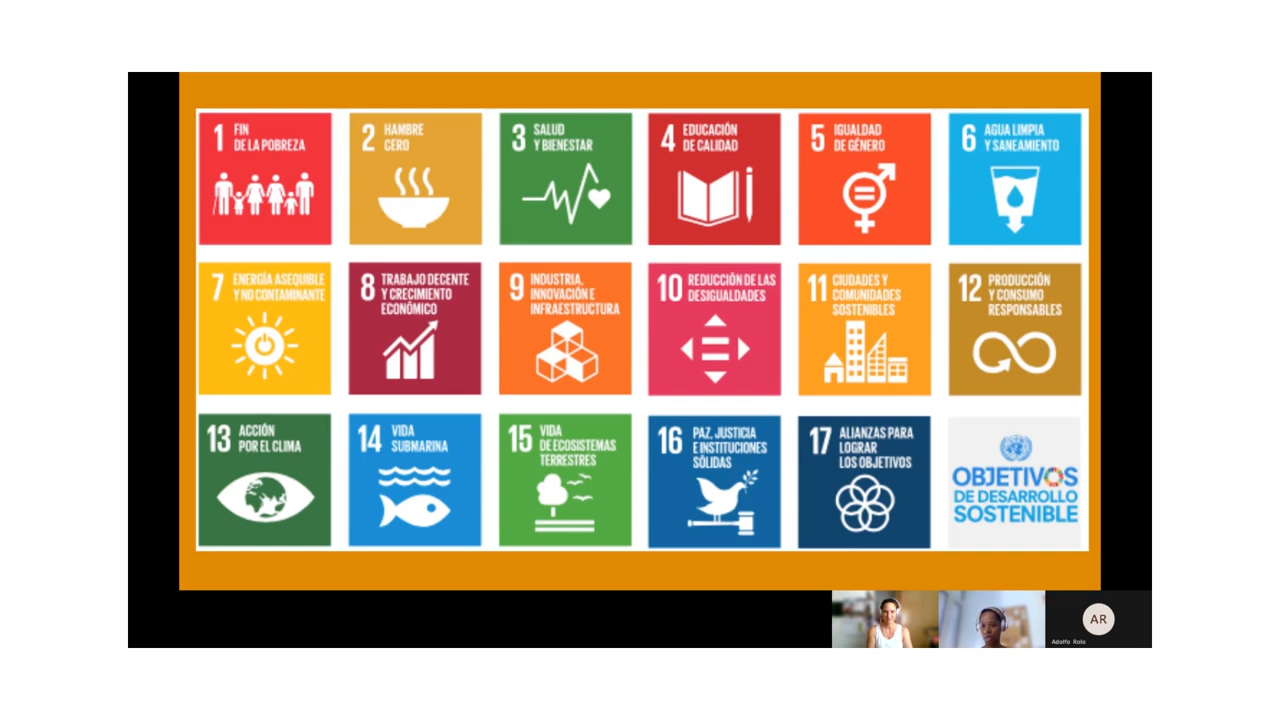 1 FIN
DE LA POBREZA
2 HAMBRE
CERO
3 SALUD
Y BIENESTAR
4 EDUCACIÓN
DE CALIDAD
5 IGUALDAD
DE GÉNERO
6 AGUA LIMPIA
Y SANEAMIENTO
7 ENERGÍA ASEQUIBLE
Y NO CONTAMINANTE
8 TRABAJO DECENTE
Y CRECIMIENTO
ECONÓMICO
9 INDUSTRIA,
INNOVACIÓN E
INFRAESTRUCTURA
10 REDUCCIÓN DE LAS
DESIGUALDADES
11 CIUDADES Y
COMUNIDADES
SOSTENIBLES
12 PRODUCCIÓN
Y CONSUMO
RESPONSABLES
13 ACCIÓN
POR EL CLIMA
14 VIDA
SUBMARINA
15 VIDA
DE ECOSISTEMAS
TERRESTRES
16 PAZ, JUSTICIA
E INSTITUCIONES
SÓLIDAS
17 ALIANZAS PARA
LOGRAR
LOS OBJETIVOS
OBJETIVOS
DE DESARROLLO
SOSTENIBLE
AR
Adolfo Rolo